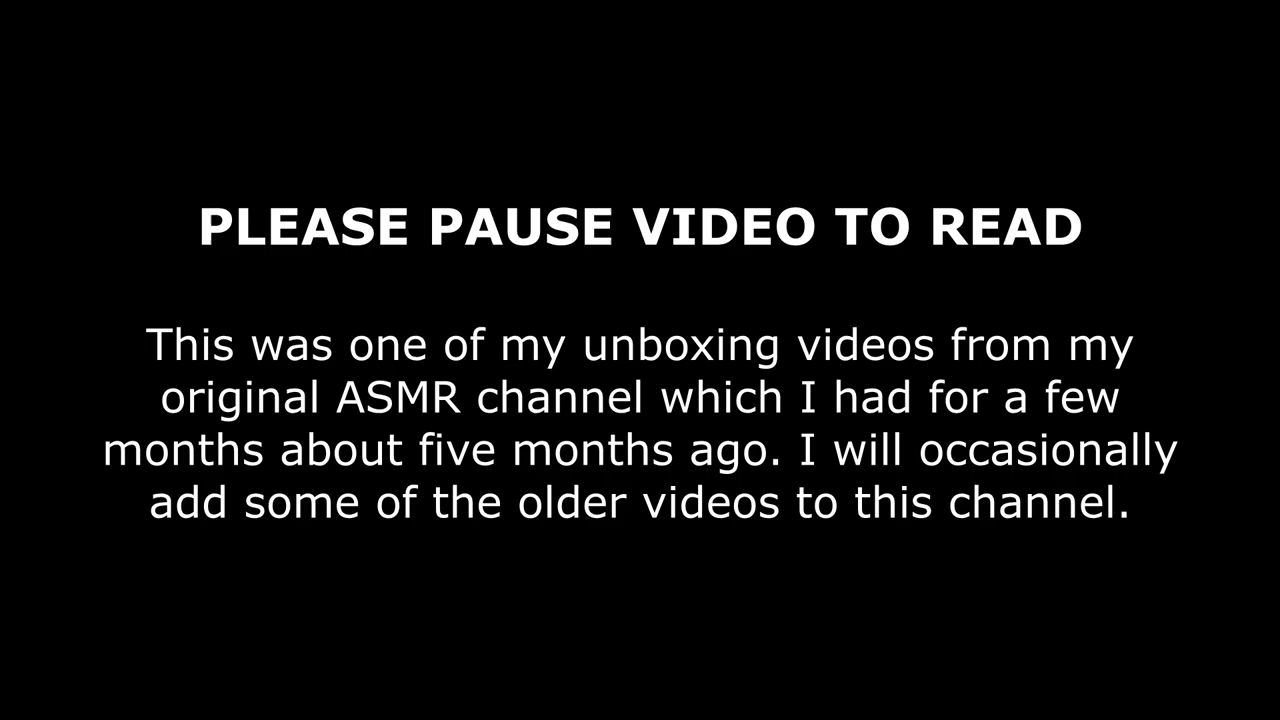 PLEASE PAUSE VIDEO TO READ
This was one of my unboxing videos from my
original ASMR channel which I had for a few
months about five months ago. I will occasionally
add some of the older videos to this channel.